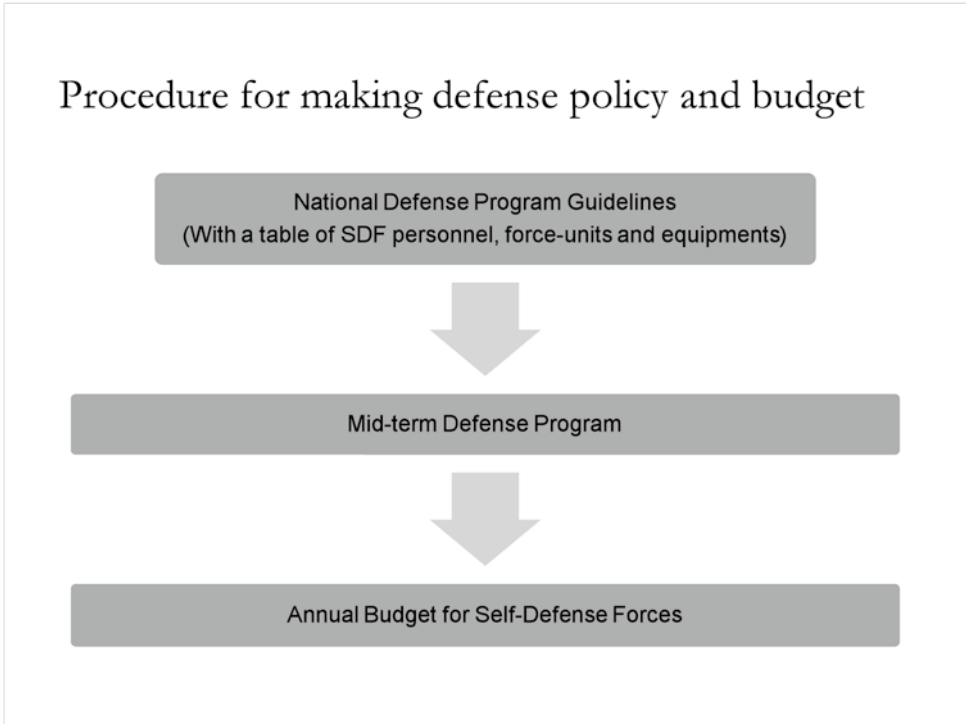 Procedure for making defense policy and budget
National Defense Program Guidelines
(With a table of SDF personnel, force-units and equipments)
Mid-term Defense Program
Annual Budget for Self-Defense Forces